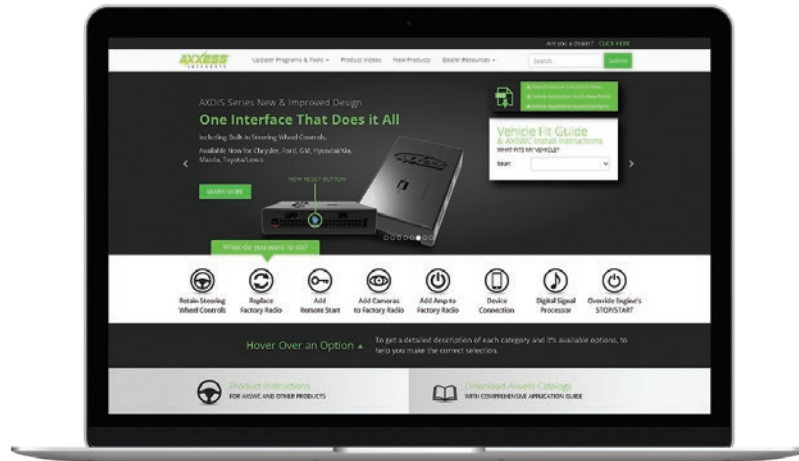 Are you a Dealer? CLICK HERE
AXXESS
INTEGRATE
Updater Programs & Tools
Product Videos
New Products
Dealer Resources
Search
Submit
AXDIS Series New & Improved Design
One Interface That Does it All
Including Built-in Steering Wheel Controls.
Available Now for Chrysler, Ford, GM, Hyundai/Kia,
Mazda, Toyota/Lexus
LEARN MORE
NEW RESET BUTTON
AXXESS
Vehicle Fit Guide
& AXSWC Install Instructions
WHAT FITS MY VEHICLE?
Year:
What do you want to do?
Retain Steering
Wheel Controls
Replace
Factory Radio
Add
Remote Start
Add Cameras
to Factory Radio
Add Amp to
Factory Radio
Device
Connection
Digital Signal
Processor
Override Engine's
STOP/START
Hover Over an Option
To get a detailed description of each category and it's available options, to
help you make the correct selection.
Product Instructions
FOR AXSWC AND OTHER PRODUCTS
Download Axxess Catalogs
WITH COMPREHENSIVE APPLICATION GUIDE